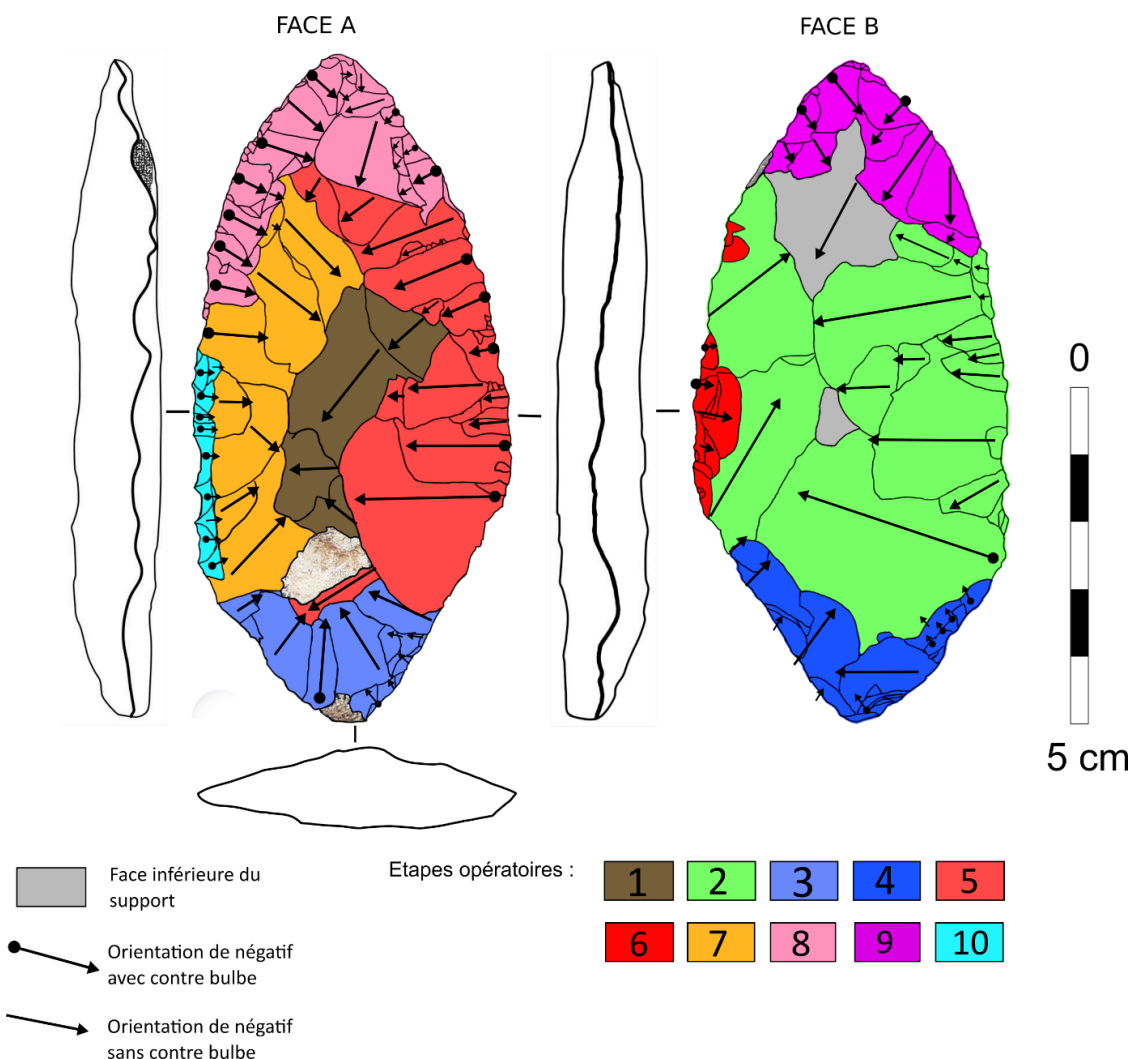 FACE A
FACE B
0
5 cm
Face inférieure du
support
Orientation de négatif
avec contre bulbe
Orientation de négatif
sans contre bulbe
Etapes opératoires :
1 2 3 4 5
6 7 8 9 10